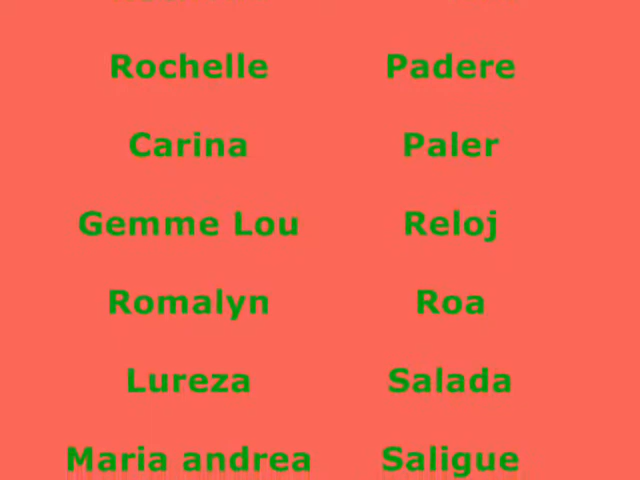 Rochelle Padere
Carina Paler
Gemme Lou Reloj
Romalyn Roa
Lureza Salada
Maria andrea Saligue